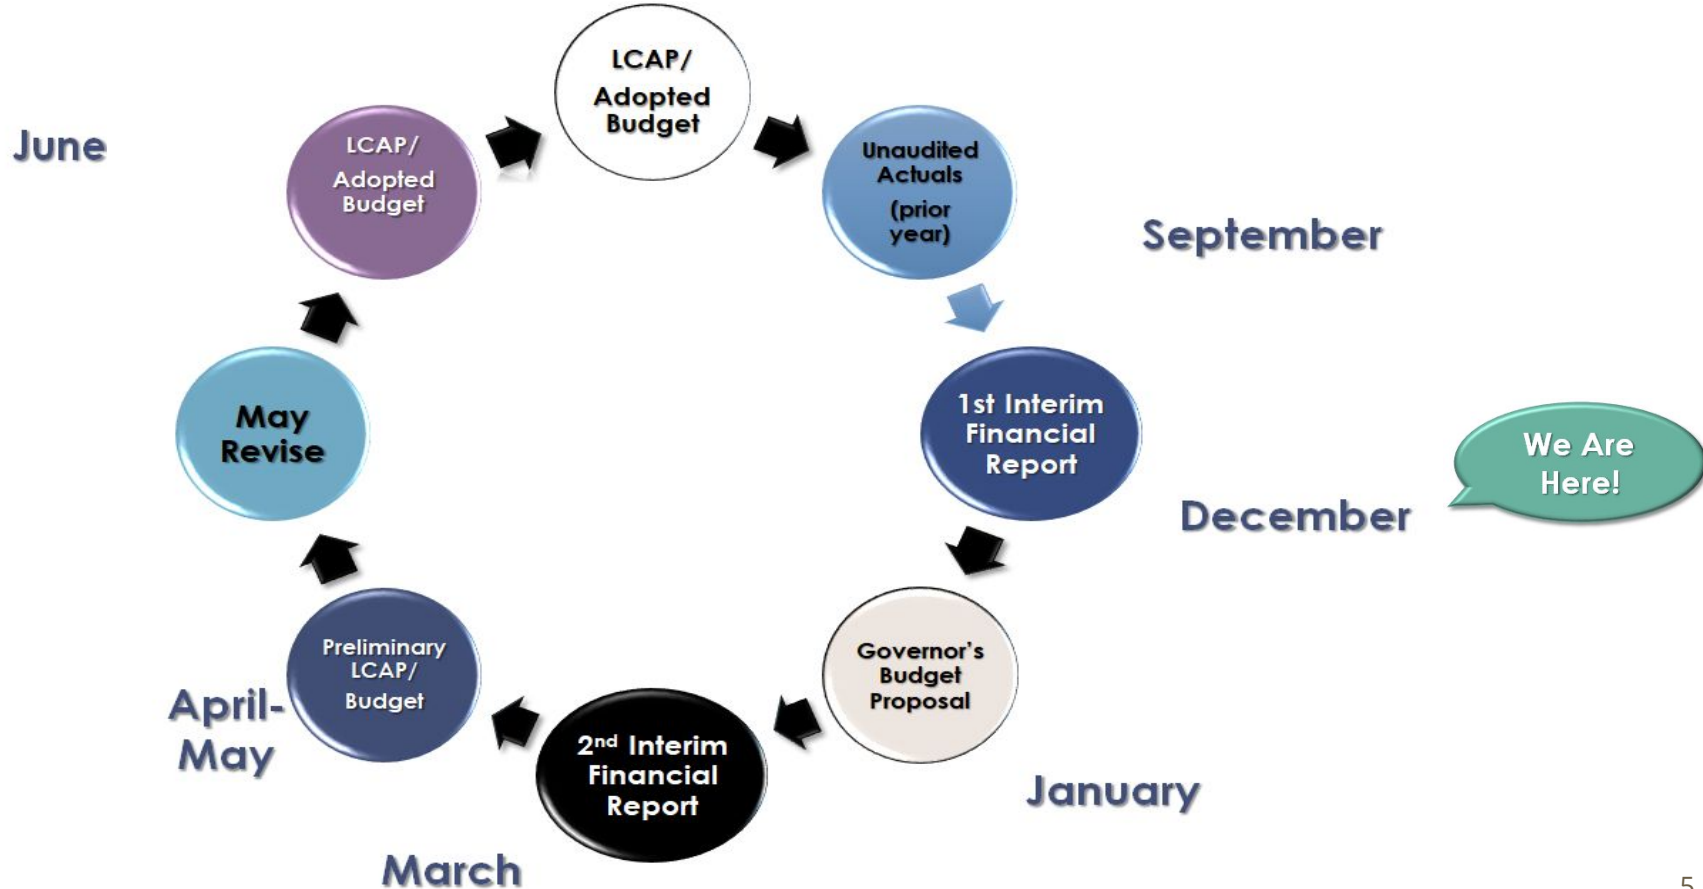 LCAP/
Adopted
Budget
Unaudited
Actuals
(prior
year)
September
1st Interim
Financial
Report
December
We Are
Here!
Governor's
Budget
Proposal
January
2nd Interim
Financial
Report
March
Preliminary
LCAP/
Budget
April-
May
May
Revise
LCAP/
Adopted
Budget
June
5